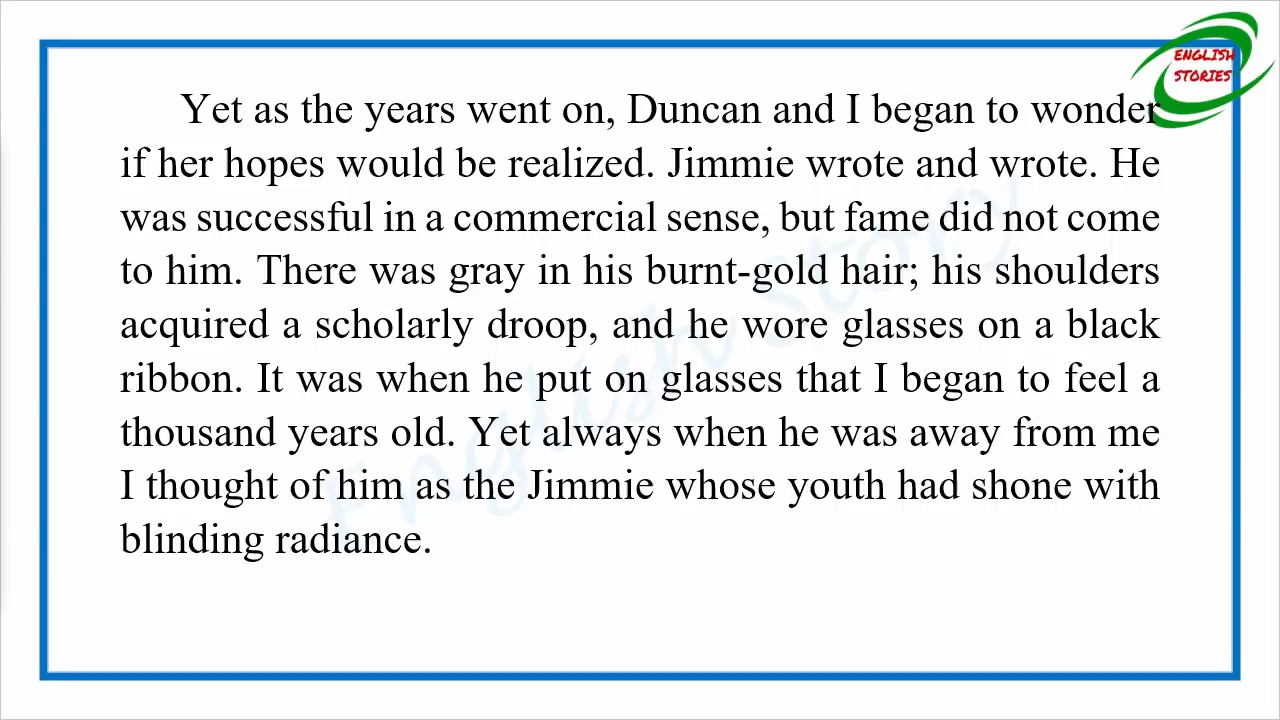 ENGLISH
STORIES
Yet as the years went on, Duncan and I began to wonder
if her hopes would be realized. Jimmie wrote and wrote. He
was successful in a commercial sense, but fame did not come
to him. There was gray in his burnt-gold hair; his shoulders
acquired a scholarly droop, and he wore glasses on a black
ribbon. It was when he put on glasses that I began to feel a
thousand years old. Yet always when he was away from me
I thought of him as the Jimmie whose youth had shone with
blinding radiance.
English Story